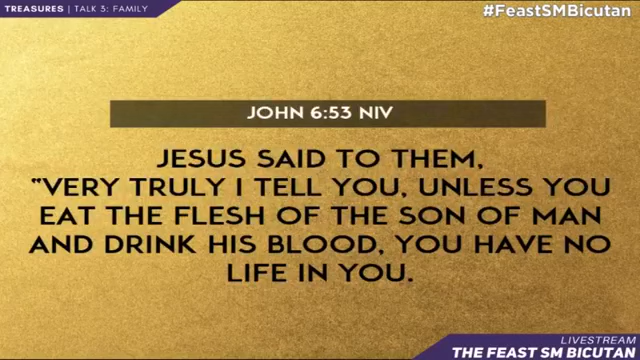 TREASURES | TALK 3: FAMILY
#FeastSMBicutan
JOHN 6:53 NIV
JESUS SAID TO THEM,
“VERY TRULY I TELL YOU, UNLESS YOU
EAT THE FLESH OF THE SON OF MAN
AND DRINK HIS BLOOD, YOU HAVE NO
LIFE IN YOU.
LIVESTREAM
THE FEAST SM BICUTAN